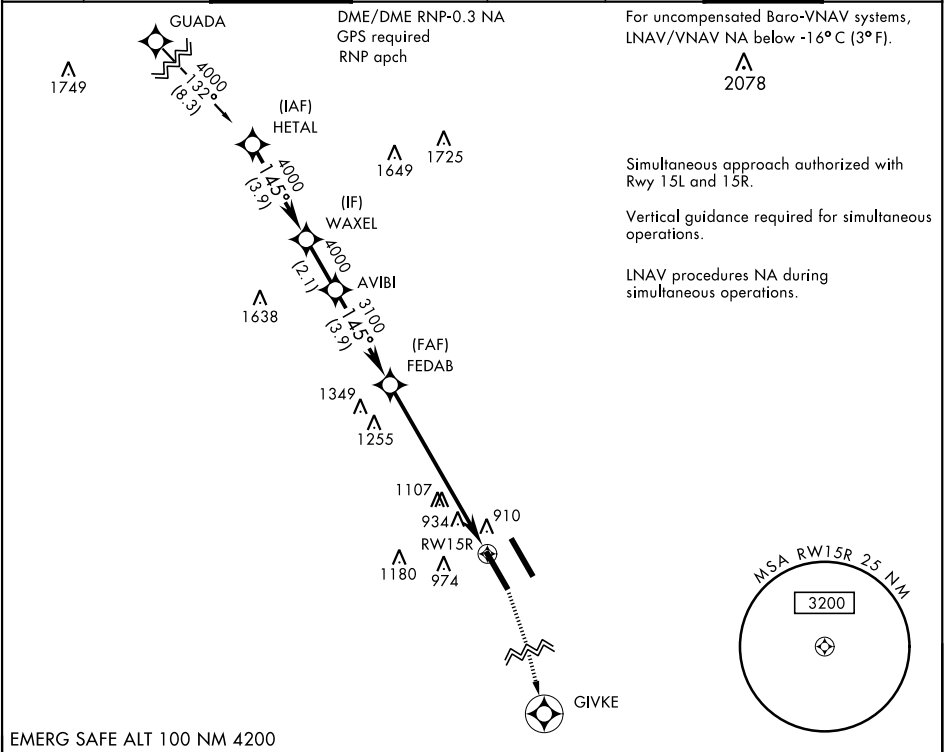 GUADA
DME/DME RNP-0.3 NA
GPS required
RNP apch
For uncompensated Baro-VNAV systems,
LNAV/VNAV NA below -16° C (3° F).
2078
1749
4000
132°
(8.3)
(IAF)
HETAL
1649
1725
4000
145°
(3.9)
Simultaneous approach authorized with
Rwy 15L and 15R.
(IF)
WAXEL
Vertical guidance required for simultaneous
operations.
4000
(2.1)
AVIBI
LNAV procedures NA during
simultaneous operations.
1638
3100
145°
(3.9)
(FAF)
FEDAB
1349
1255
1107
934
910
RW15R
1180
974
MSA RW15R 25 NM
3200
GIVKE
EMERG SAFE ALT 100 NM 4200